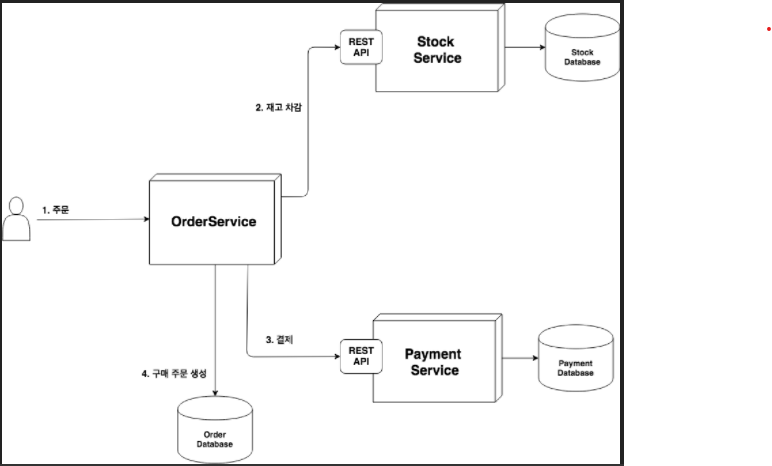 REST
API
Stock
Service
Stock
Database
2. 재고 차감
1. 주문
OrderService
3. 결제
REST
API
Payment
Service
Payment
Database
4. 구매 주문 생성
Order
Database